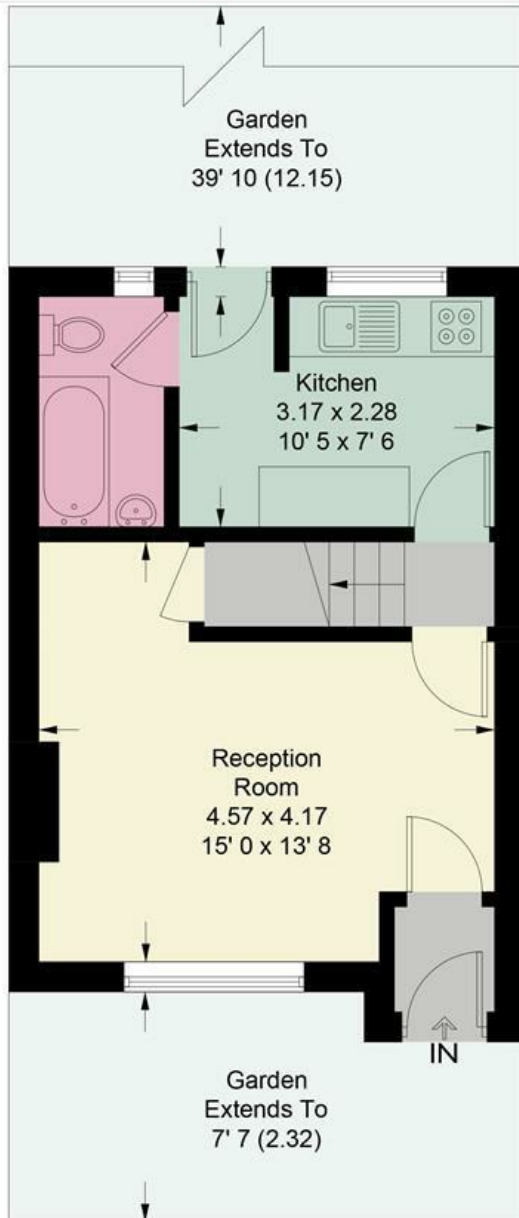 Garden
Extends To
39' 10 (12.15)
Kitchen
3.17 x 2.28
10' 5 x 7' 6
Reception
Room
4.57 x 4.17
15' 0 x 13' 8
IN
Garden
Extends To
7' 7 (2.32)